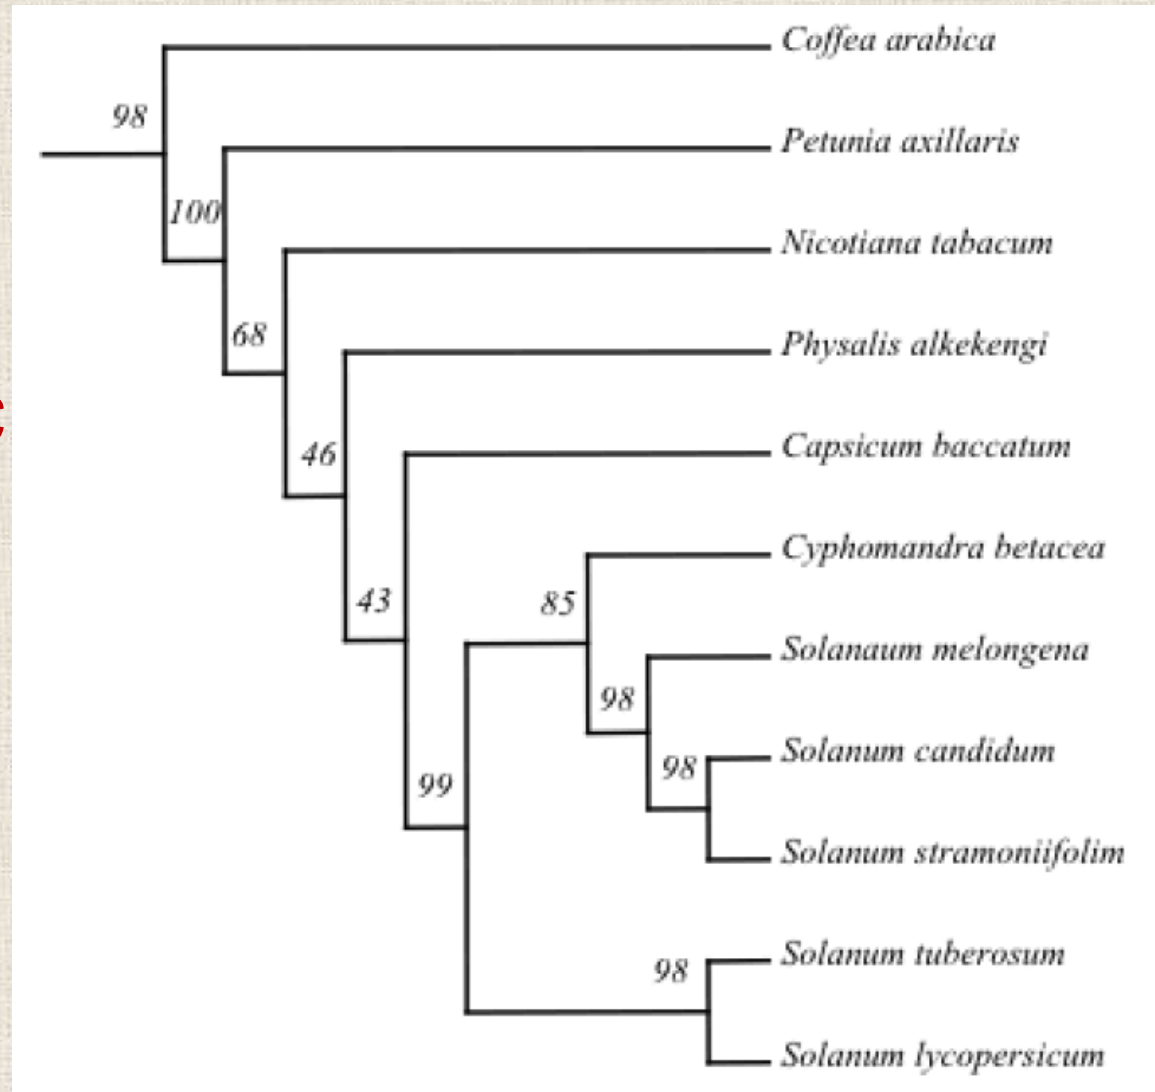 Coffea arabica
98
Petunia axillaris
100
Nicotiana tabacum
68
Physalis alkekengi
46
Capsicum baccatum
Cyphomandra betacea
85
43
Solanaum melongena
98
Solanum candidum
98
99
Solanum stramoniifolim
Solanum tuberosum
98
Solanum lycopersicum